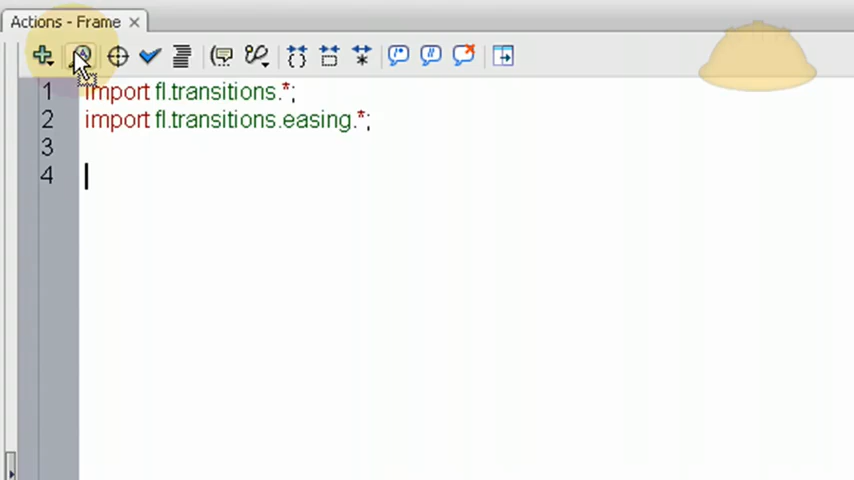 Actions - Frame
1 import fl.transitions.*;
2 import fl.transitions.easing.*;
3
4